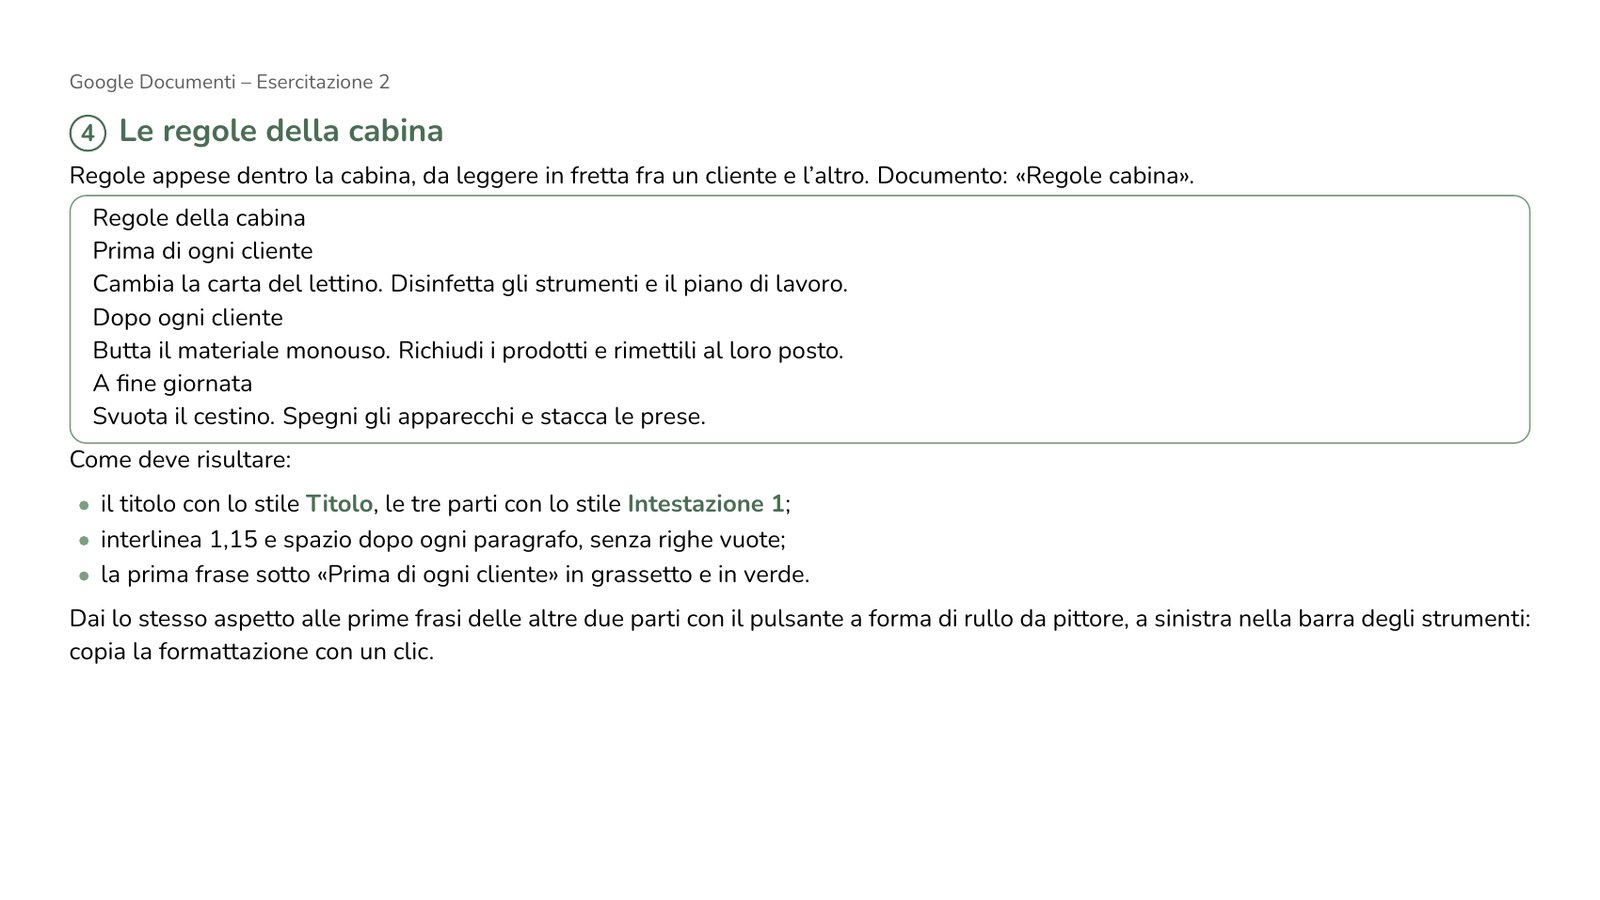 Google Documenti – Esercitazione 2
4 Le regole della cabina
Regole appese dentro la cabina, da leggere in fretta fra un cliente e l’altro. Documento: «Regole cabina».
Regole della cabina
Prima di ogni cliente
Cambia la carta del lettino. Disinfetta gli strumenti e il piano di lavoro.
Dopo ogni cliente
Butta il materiale monouso. Richiudi i prodotti e rimettili al loro posto.
A fine giornata
Svuota il cestino. Spegni gli apparecchi e stacca le prese.
Come deve risultare:
• il titolo con lo stile Titolo, le tre parti con lo stile Intestazione 1;
• interlinea 1,15 e spazio dopo ogni paragrafo, senza righe vuote;
• la prima frase sotto «Prima di ogni cliente» in grassetto e in verde.
Dai lo stesso aspetto alle prime frasi delle altre due parti con il pulsante a forma di rullo da pittore, a sinistra nella barra degli strumenti:
copia la formattazione con un clic.